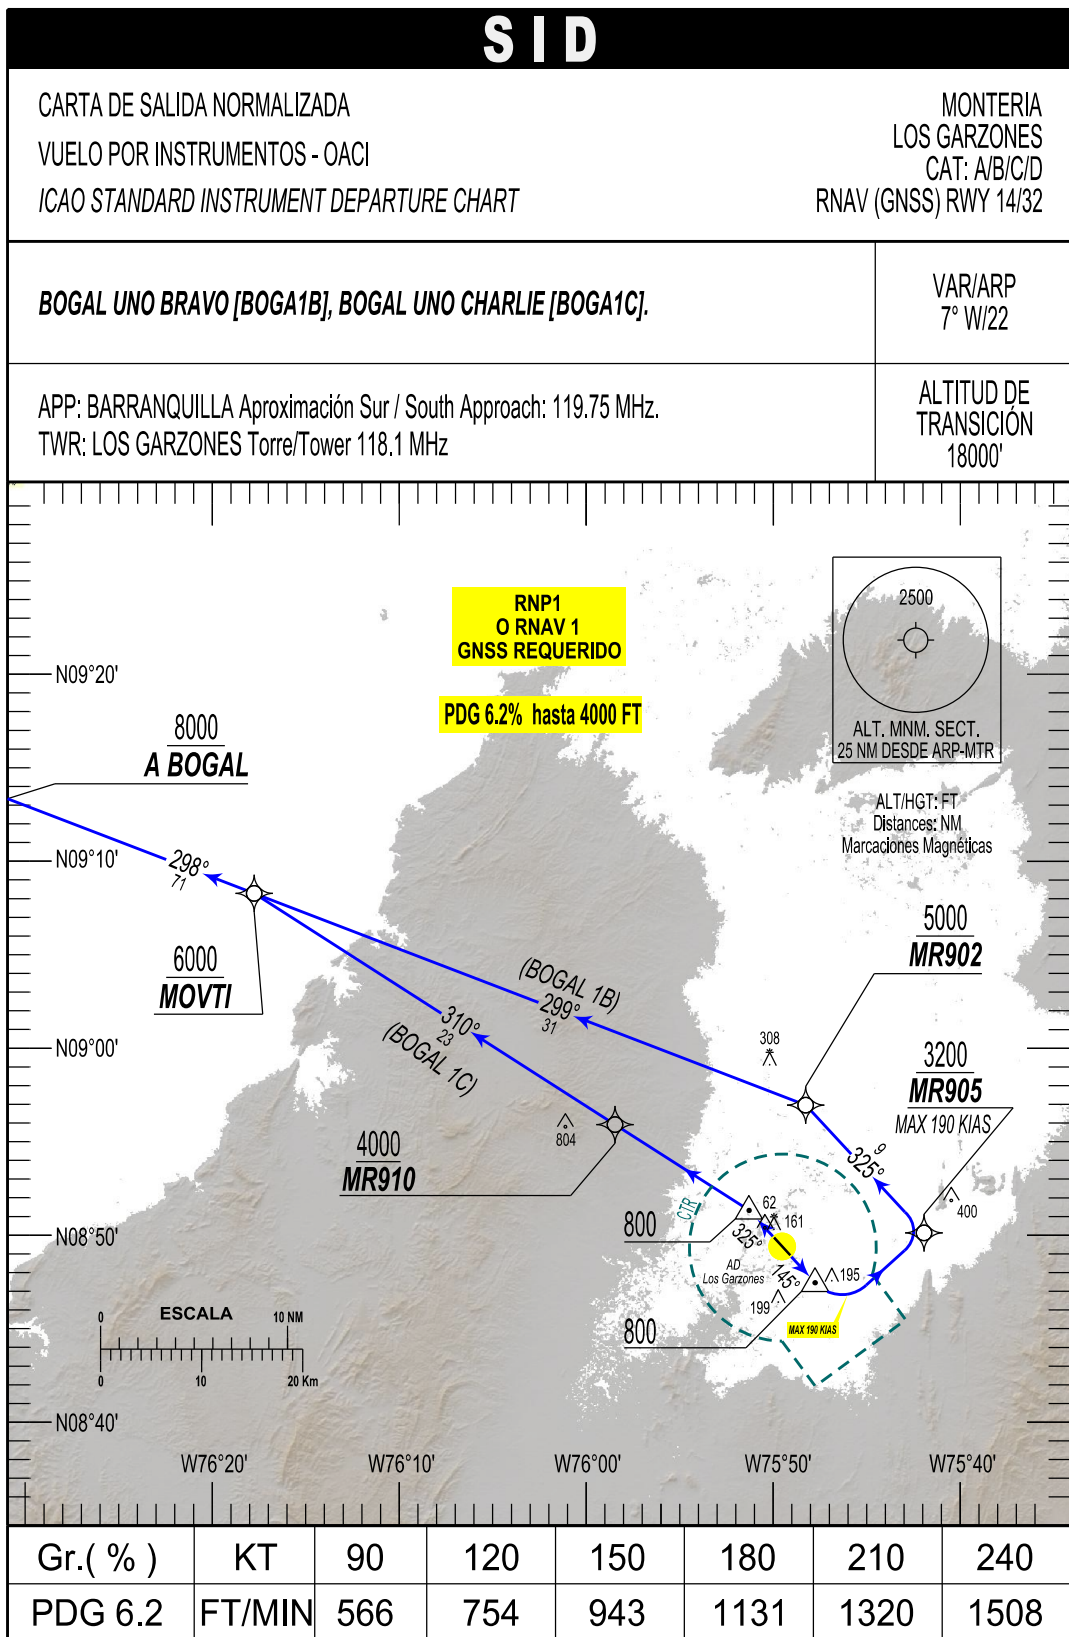 SID
CARTA DE SALIDA NORMALIZADA
VUELO POR INSTRUMENTOS - OACI
ICAO STANDARD INSTRUMENT DEPARTURE CHART
MONTERIA
LOS GARZONES
CAT: A/B/C/D
RNAV (GNSS) RWY 14/32
BOGAL UNO BRAVO [BOGA1B], BOGAL UNO CHARLIE [BOGA1C].
VAR/ARP
7° W/22
APP: BARRANQUILLA Aproximación Sur / South Approach: 119.75 MHz.
TWR: LOS GARZONES Torre/Tower 118.1 MHz
ALTITUD DE
TRANSICIÓN
18000'
RNP1
O RNAV 1
GNSS REQUERIDO
PDG 6.2% hasta 4000 FT
2500
ALT. MNM. SECT.
25 NM DESDE ARP-MTR
ALT/HGT: FT
Distances: NM
Marcaciones Magnéticas
N09°20'
8000
A BOGAL
N09°10'
298°
71
6000
MOVTI
5000
MR902
(BOGAL 1B)
299°
31
310°
23
(BOGAL 1C)
N09°00'
308
3200
MR905
MAX 190 KIAS
804
4000
MR910
9
325°
400
CTR
62
161
800
325°
N08°50'
AD
Los Garzones
145°
195
199
800
MAX 190 KIAS
0 ESCALA 10 NM
0 10 20 Km
N08°40'
W76°20' W76°10' W76°00' W75°50' W75°40'
Gr.( % ) KT 90 120 150 180 210 240
PDG 6.2 FT/MIN 566 754 943 1131 1320 1508